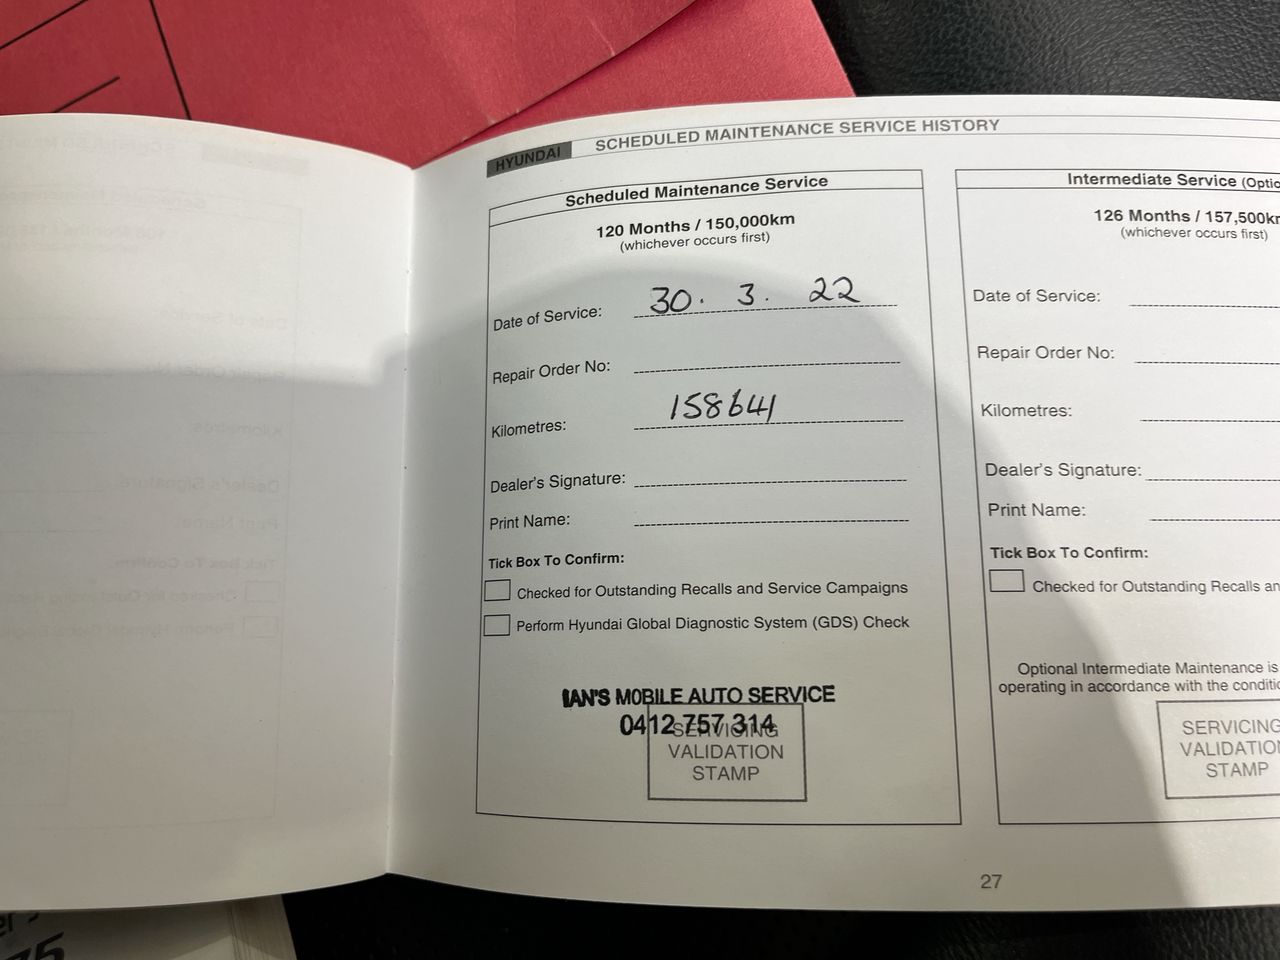 HYUNDAI
SCHEDULED MAINTENANCE SERVICE HISTORY
Scheduled Maintenance Service
120 Months / 150,000km
(whichever occurs first)
Date of Service: 30. 3. 22
Repair Order No:
Kilometres: 158641
Dealer's Signature:
Print Name:
Tick Box To Confirm:
Checked for Outstanding Recalls and Service Campaigns
Perform Hyundai Global Diagnostic System (GDS) Check
IAN'S MOBILE AUTO SERVICE
0412 757 314
SERVICING
VALIDATION
STAMP
Intermediate Service (Optio
126 Months / 157,500km
(whichever occurs first)
Date of Service:
Repair Order No:
Kilometres:
Dealer's Signature:
Print Name:
Tick Box To Confirm:
Checked for Outstanding Recalls an
Optional Intermediate Maintenance is
operating in accordance with the conditio
SERVICING
VALIDATION
STAMP
27
75